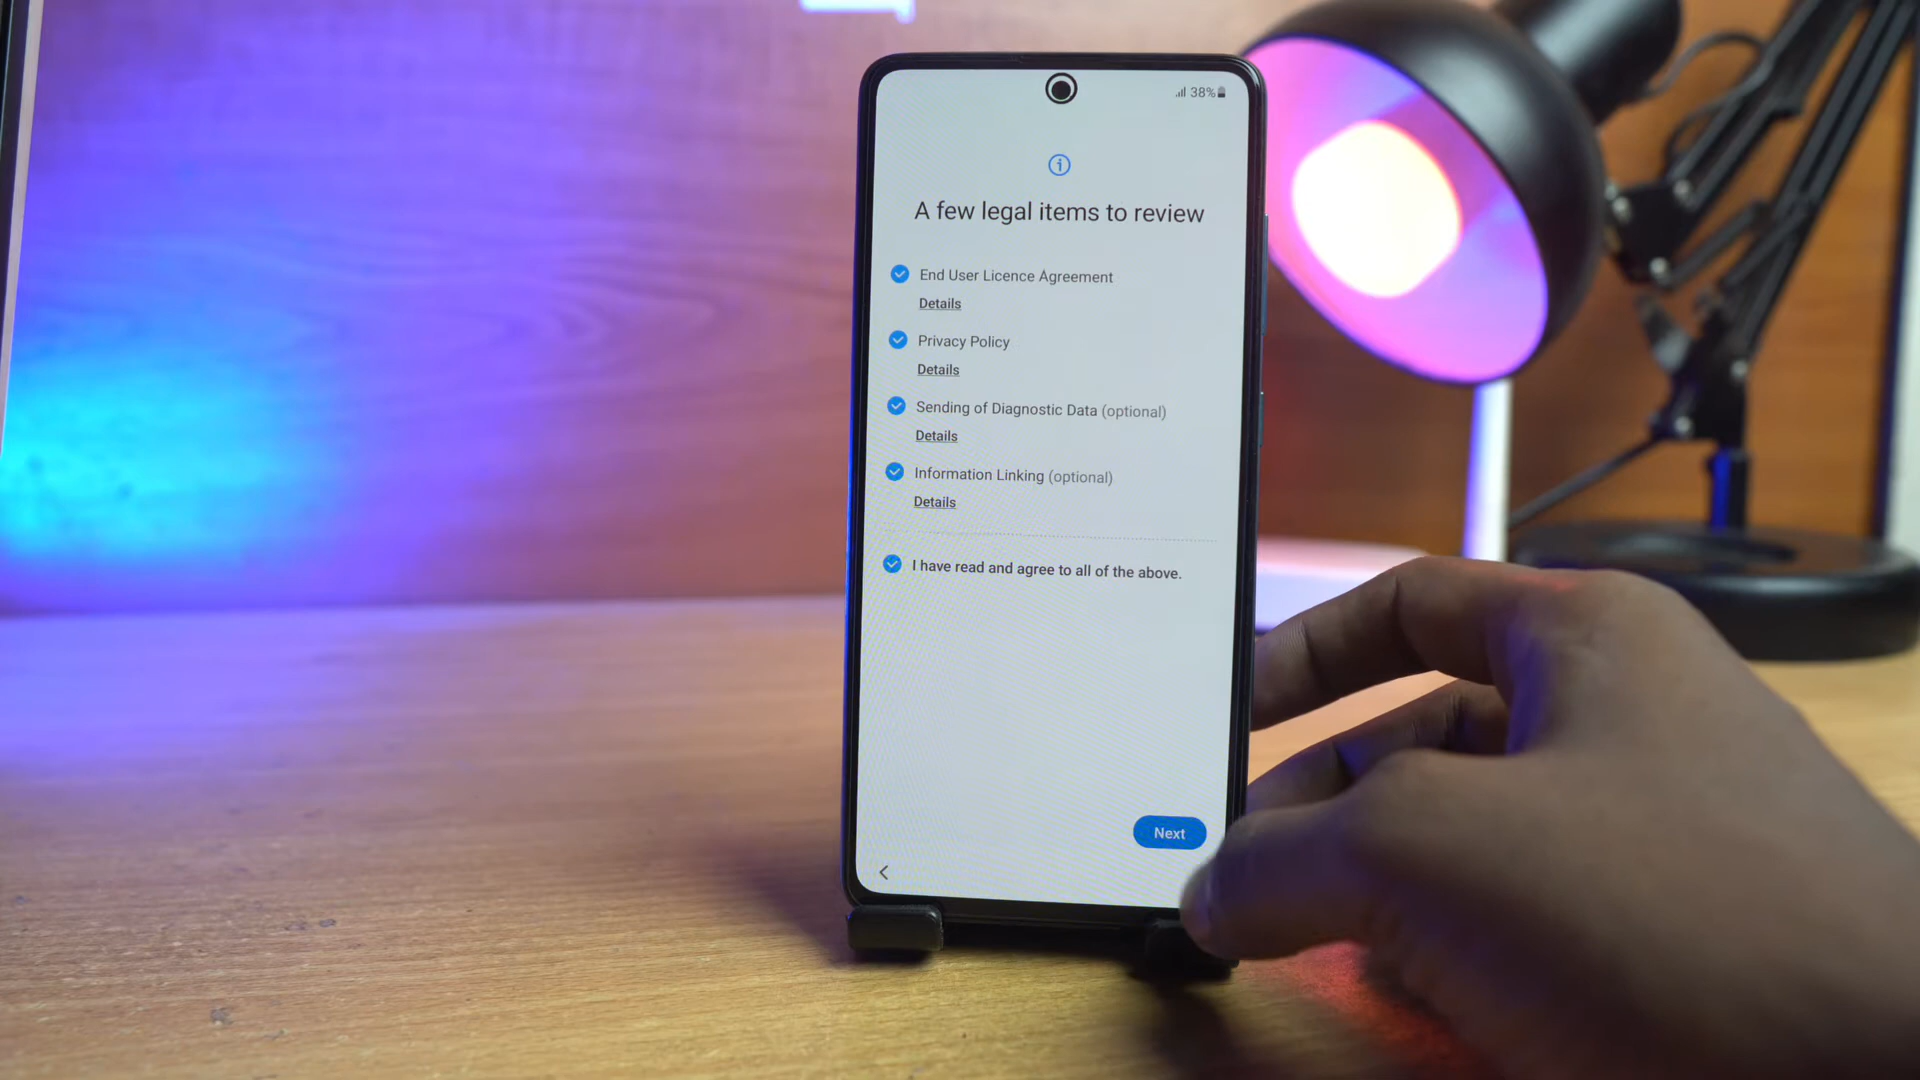 38%
A few legal items to review
End User Licence Agreement
Details
Privacy Policy
Details
Sending of Diagnostic Data (optional)
Details
Information Linking (optional)
Details
I have read and agree to all of the above.
Next